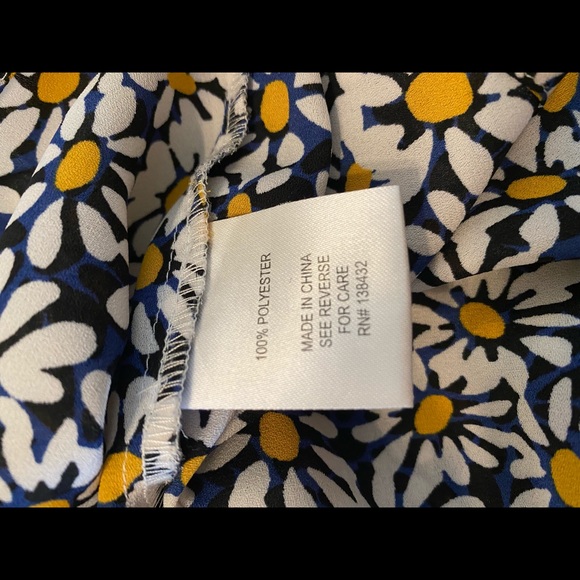 100% POLYESTER
MADE IN CHINA
SEE REVERSE
FOR CARE
RN# 138432